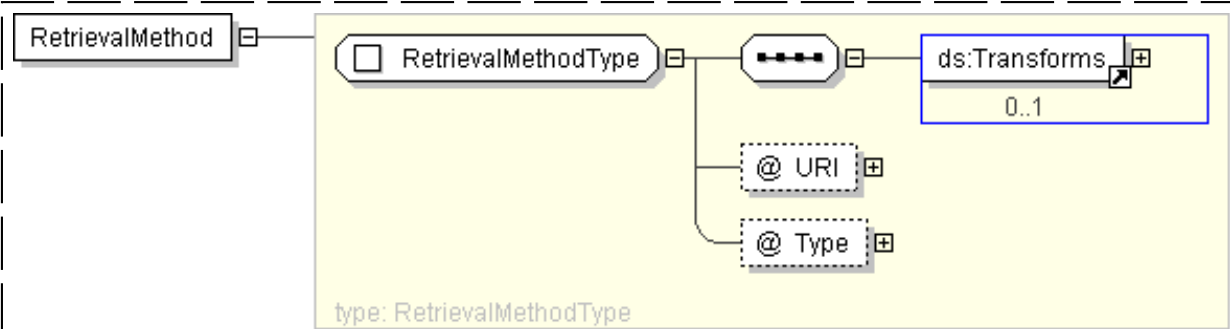 RetrievalMethod
RetrievalMethodType
ds:Transforms
0..1
@ URI
@ Type
type: RetrievalMethodType